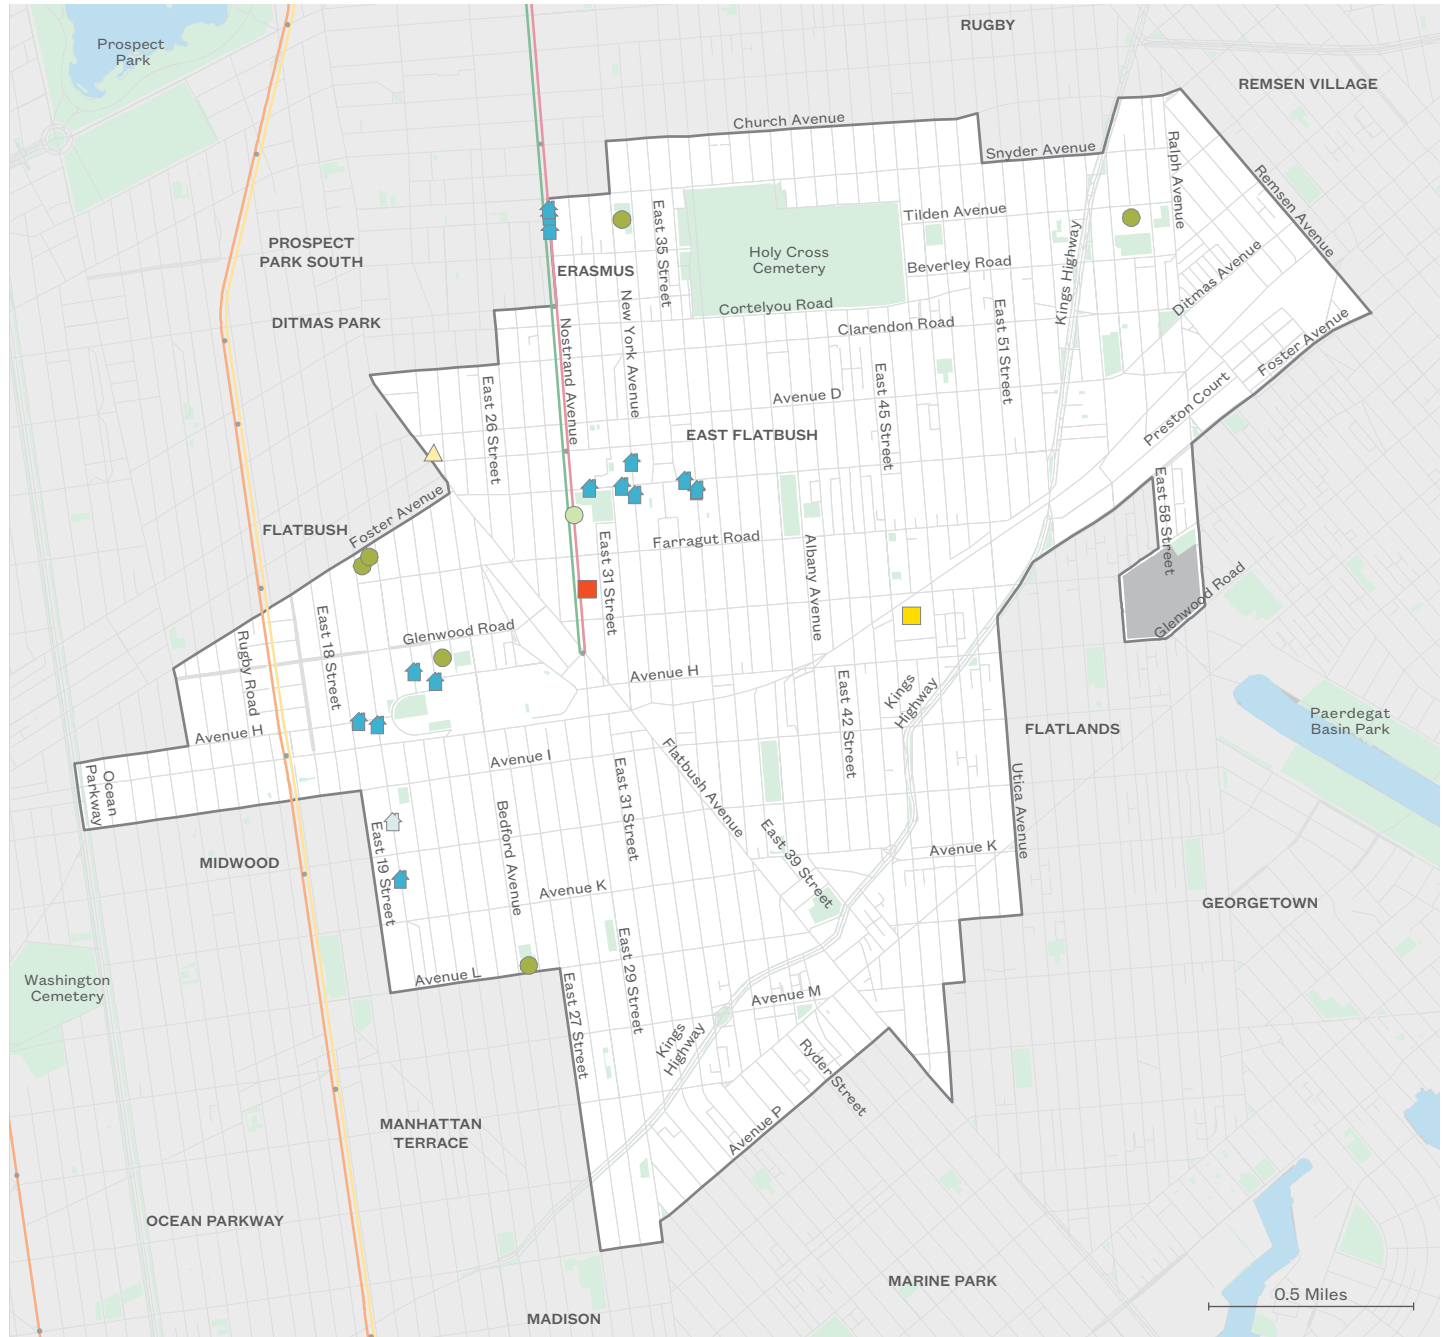 RUGBY
Prospect
Park
REMSEN VILLAGE
Church Avenue
Snyder Avenue
Ralph Avenue
Remsen Avenue
East 35 Street
Tilden Avenue
PROSPECT
PARK SOUTH
Holy Cross
Cemetery
Kings Highway
Beverley Road
ERASMUS
Ditmas Avenue
New York Avenue
Cortelyou Road
DITMAS PARK
Clarendon Road
East 51 Street
Foster Avenue
Nostrand Avenue
East 26 Street
Avenue D
East 45 Street
Preston Court
EAST FLATBUSH
East 58 Street
Foster Avenue
FLATBUSH
Farragut Road
East 31 Street
Albany Avenue
Glenwood Road
East 18 Street
Glenwood Road
Rugby Road
Avenue H
Kings
Highway
East 42 Street
Paerdegat
Basin Park
FLATLANDS
Avenue H
Avenue I
Flatbush Avenue
Ocean
Parkway
East 31 Street
Utica Avenue
Bedford Avenue
East 19 Street
East 39 Street
Avenue K
MIDWOOD
Avenue K
GEORGETOWN
East 29 Street
Washington
Cemetery
Avenue L
Avenue M
East 27 Street
Kings
Highway
Ryder Street
MANHATTAN
TERRACE
Avenue P
OCEAN PARKWAY
MARINE PARK
0.5 Miles
MADISON